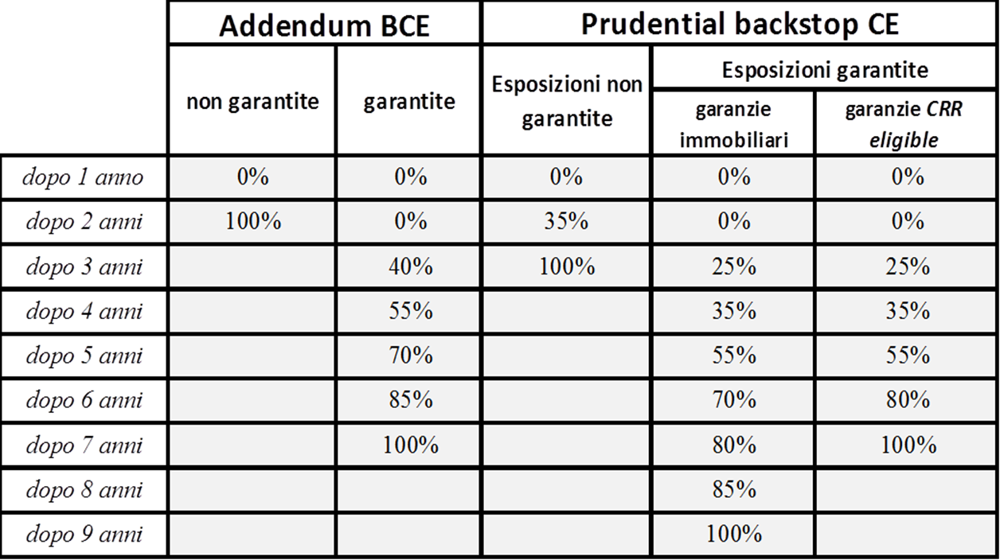 Addendum BCE Prudential backstop CE
non garantite garantite Esposizioni non garantite Esposizioni garantite
garanzie immobiliari garanzie CRR eligible
dopo 1 anno 0% 0% 0% 0% 0%
dopo 2 anni 100% 0% 35% 0% 0%
dopo 3 anni 40% 100% 25% 25%
dopo 4 anni 55% 35% 35%
dopo 5 anni 70% 55% 55%
dopo 6 anni 85% 70% 80%
dopo 7 anni 100% 80% 100%
dopo 8 anni 85%
dopo 9 anni 100%